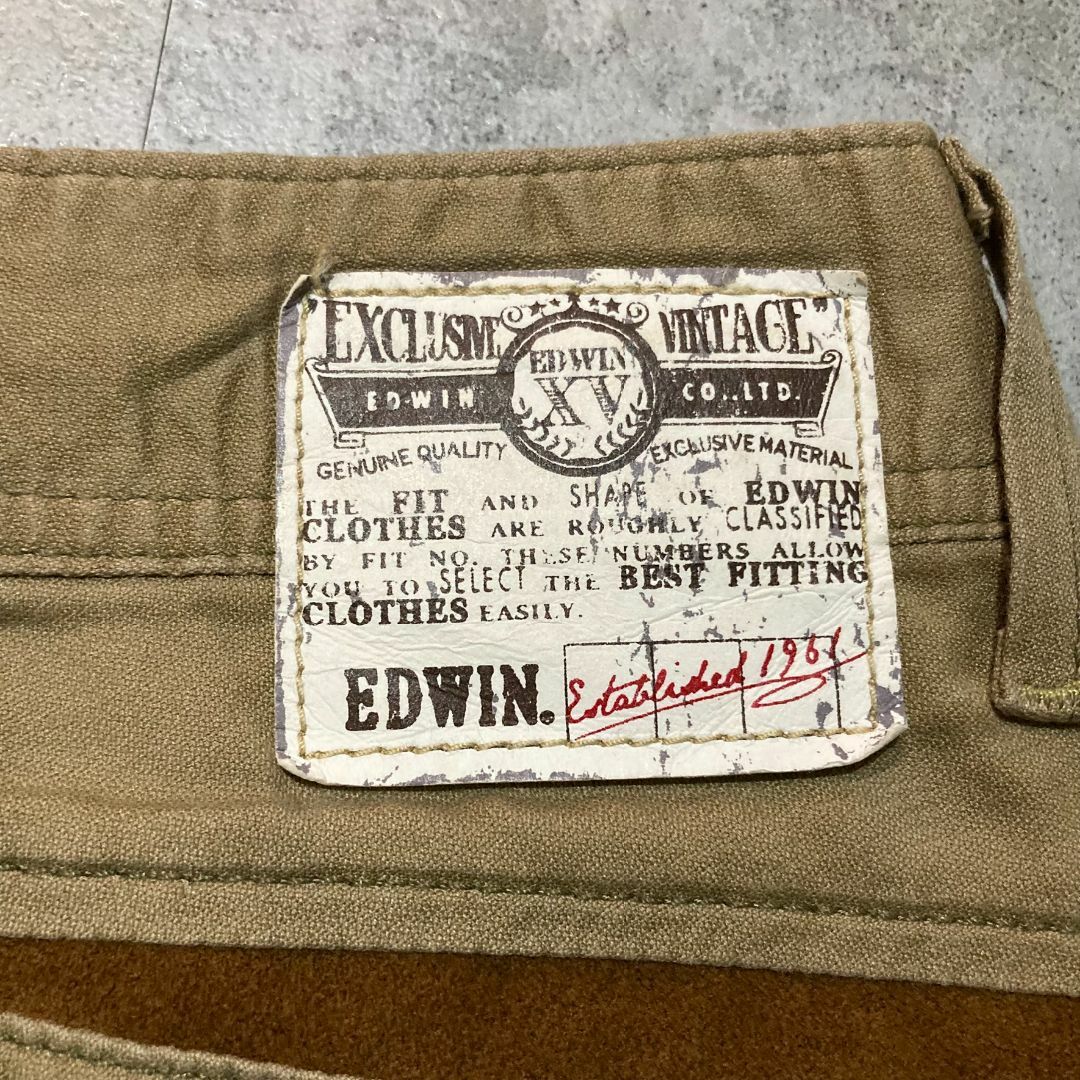 "EXCLUSIVE VINTAGE"
EDWIN
XV
EDWIN CO.,LTD.
GENUINE QUALITY EXCLUSIVE MATERIAL
THE FIT AND SHAPE OF EDWIN
CLOTHES ARE ROUGHLY CLASSIFIED
BY FIT NO. THESE NUMBERS ALLOW
YOU TO SELECT THE BEST FITTING
CLOTHES EASILY.
EDWIN. Established 1961